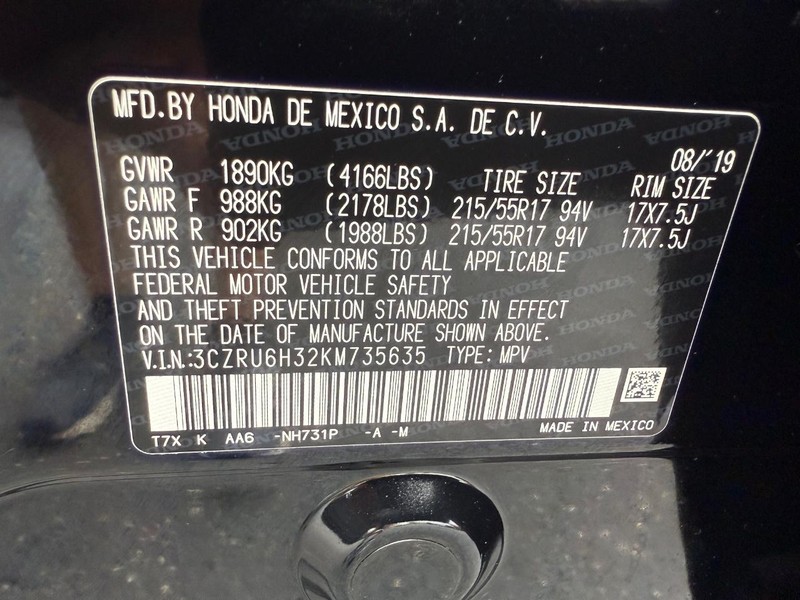 MFD.BY HONDA DE MEXICO S.A. DE C.V.
08/'19
GVWR 1890KG (4166LBS) TIRE SIZE RIM SIZE
GAWR F 988KG (2178LBS) 215/55R17 94V 17X7.5J
GAWR R 902KG (1988LBS) 215/55R17 94V 17X7.5J
THIS VEHICLE CONFORMS TO ALL APPLICABLE
FEDERAL MOTOR VEHICLE SAFETY
AND THEFT PREVENTION STANDARDS IN EFFECT
ON THE DATE OF MANUFACTURE SHOWN ABOVE.
V.I.N.:3CZRU6H32KM735635 TYPE: MPV
T7X K AA6 -NH731P -A -M MADE IN MEXICO